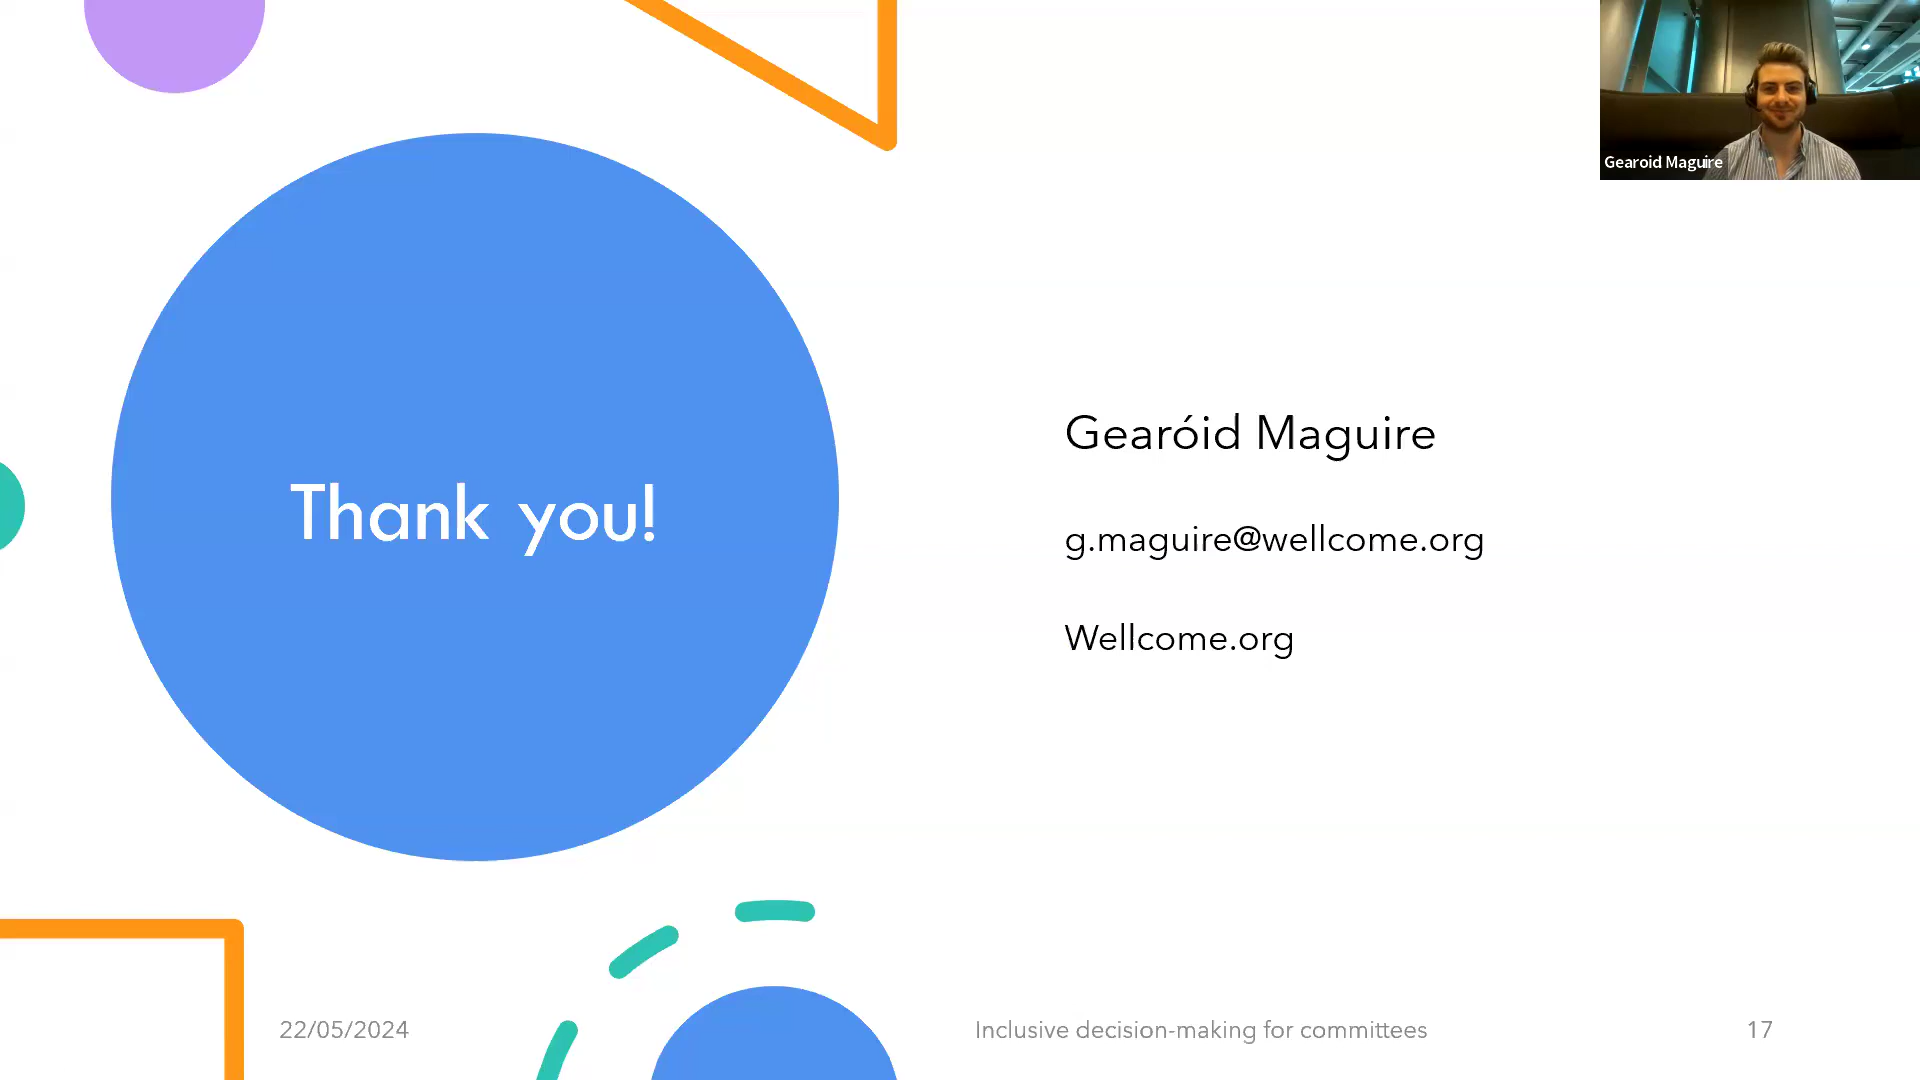 Gearoid Maguire
Thank you!
Gearóid Maguire
g.maguire@wellcome.org
Wellcome.org
22/05/2024
Inclusive decision-making for committees
17